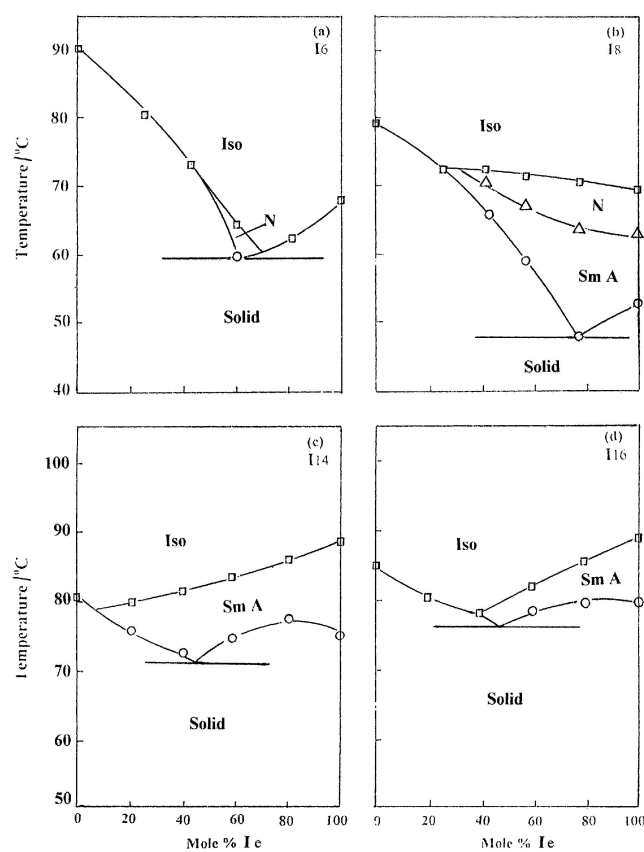 (a)
I6
90
80
70
60
50
40
Temperature /°C
Iso
N
Solid
(b)
I8
Iso
N
Sm A
Solid
(c)
I14
100
90
80
70
60
50
Temperature /°C
Iso
Sm A
Solid
0 20 40 60 80 100
Mole % I e
(d)
I16
Iso
Sm A
Solid
0 20 40 60 80 100
Mole % I e